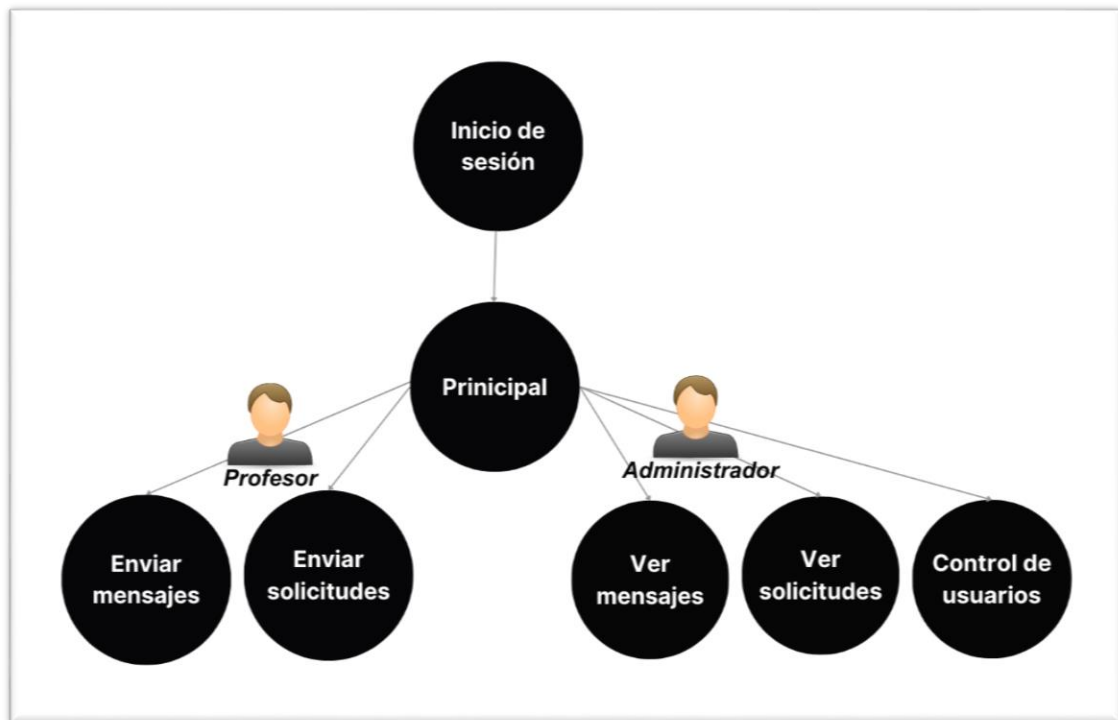 Inicio de
sesión
Prinicipal
Profesor
Administrador
Enviar
mensajes
Enviar
solicitudes
Ver
mensajes
Ver
solicitudes
Control de
usuarios